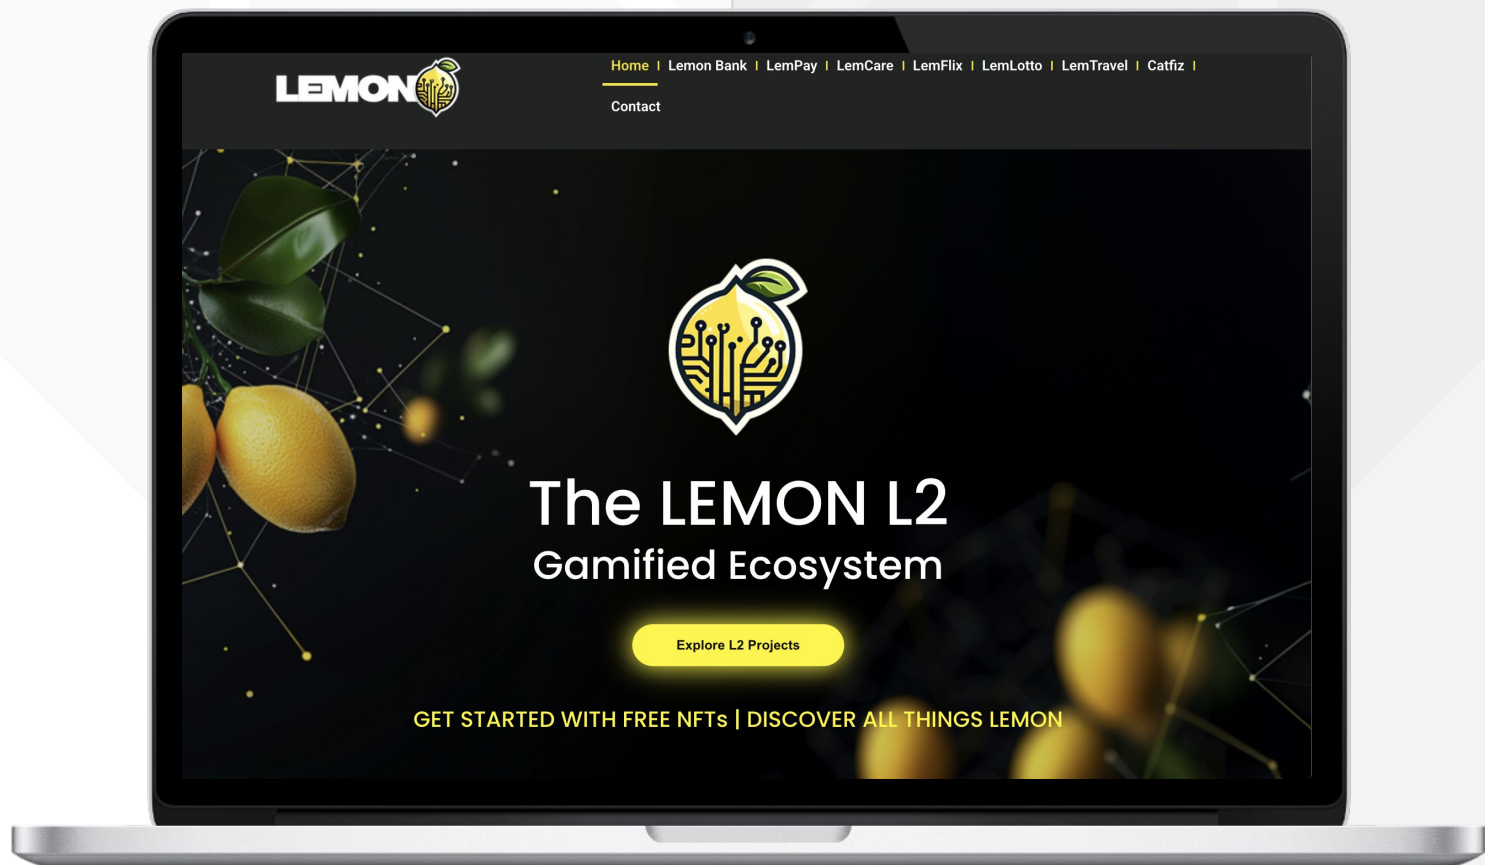 LEMON
Home | Lemon Bank | LemPay | LemCare | LemFlix | LemLotto | LemTravel | Catfiz |
Contact
The LEMON L2
Gamified Ecosystem
Explore L2 Projects
GET STARTED WITH FREE NFTs | DISCOVER ALL THINGS LEMON